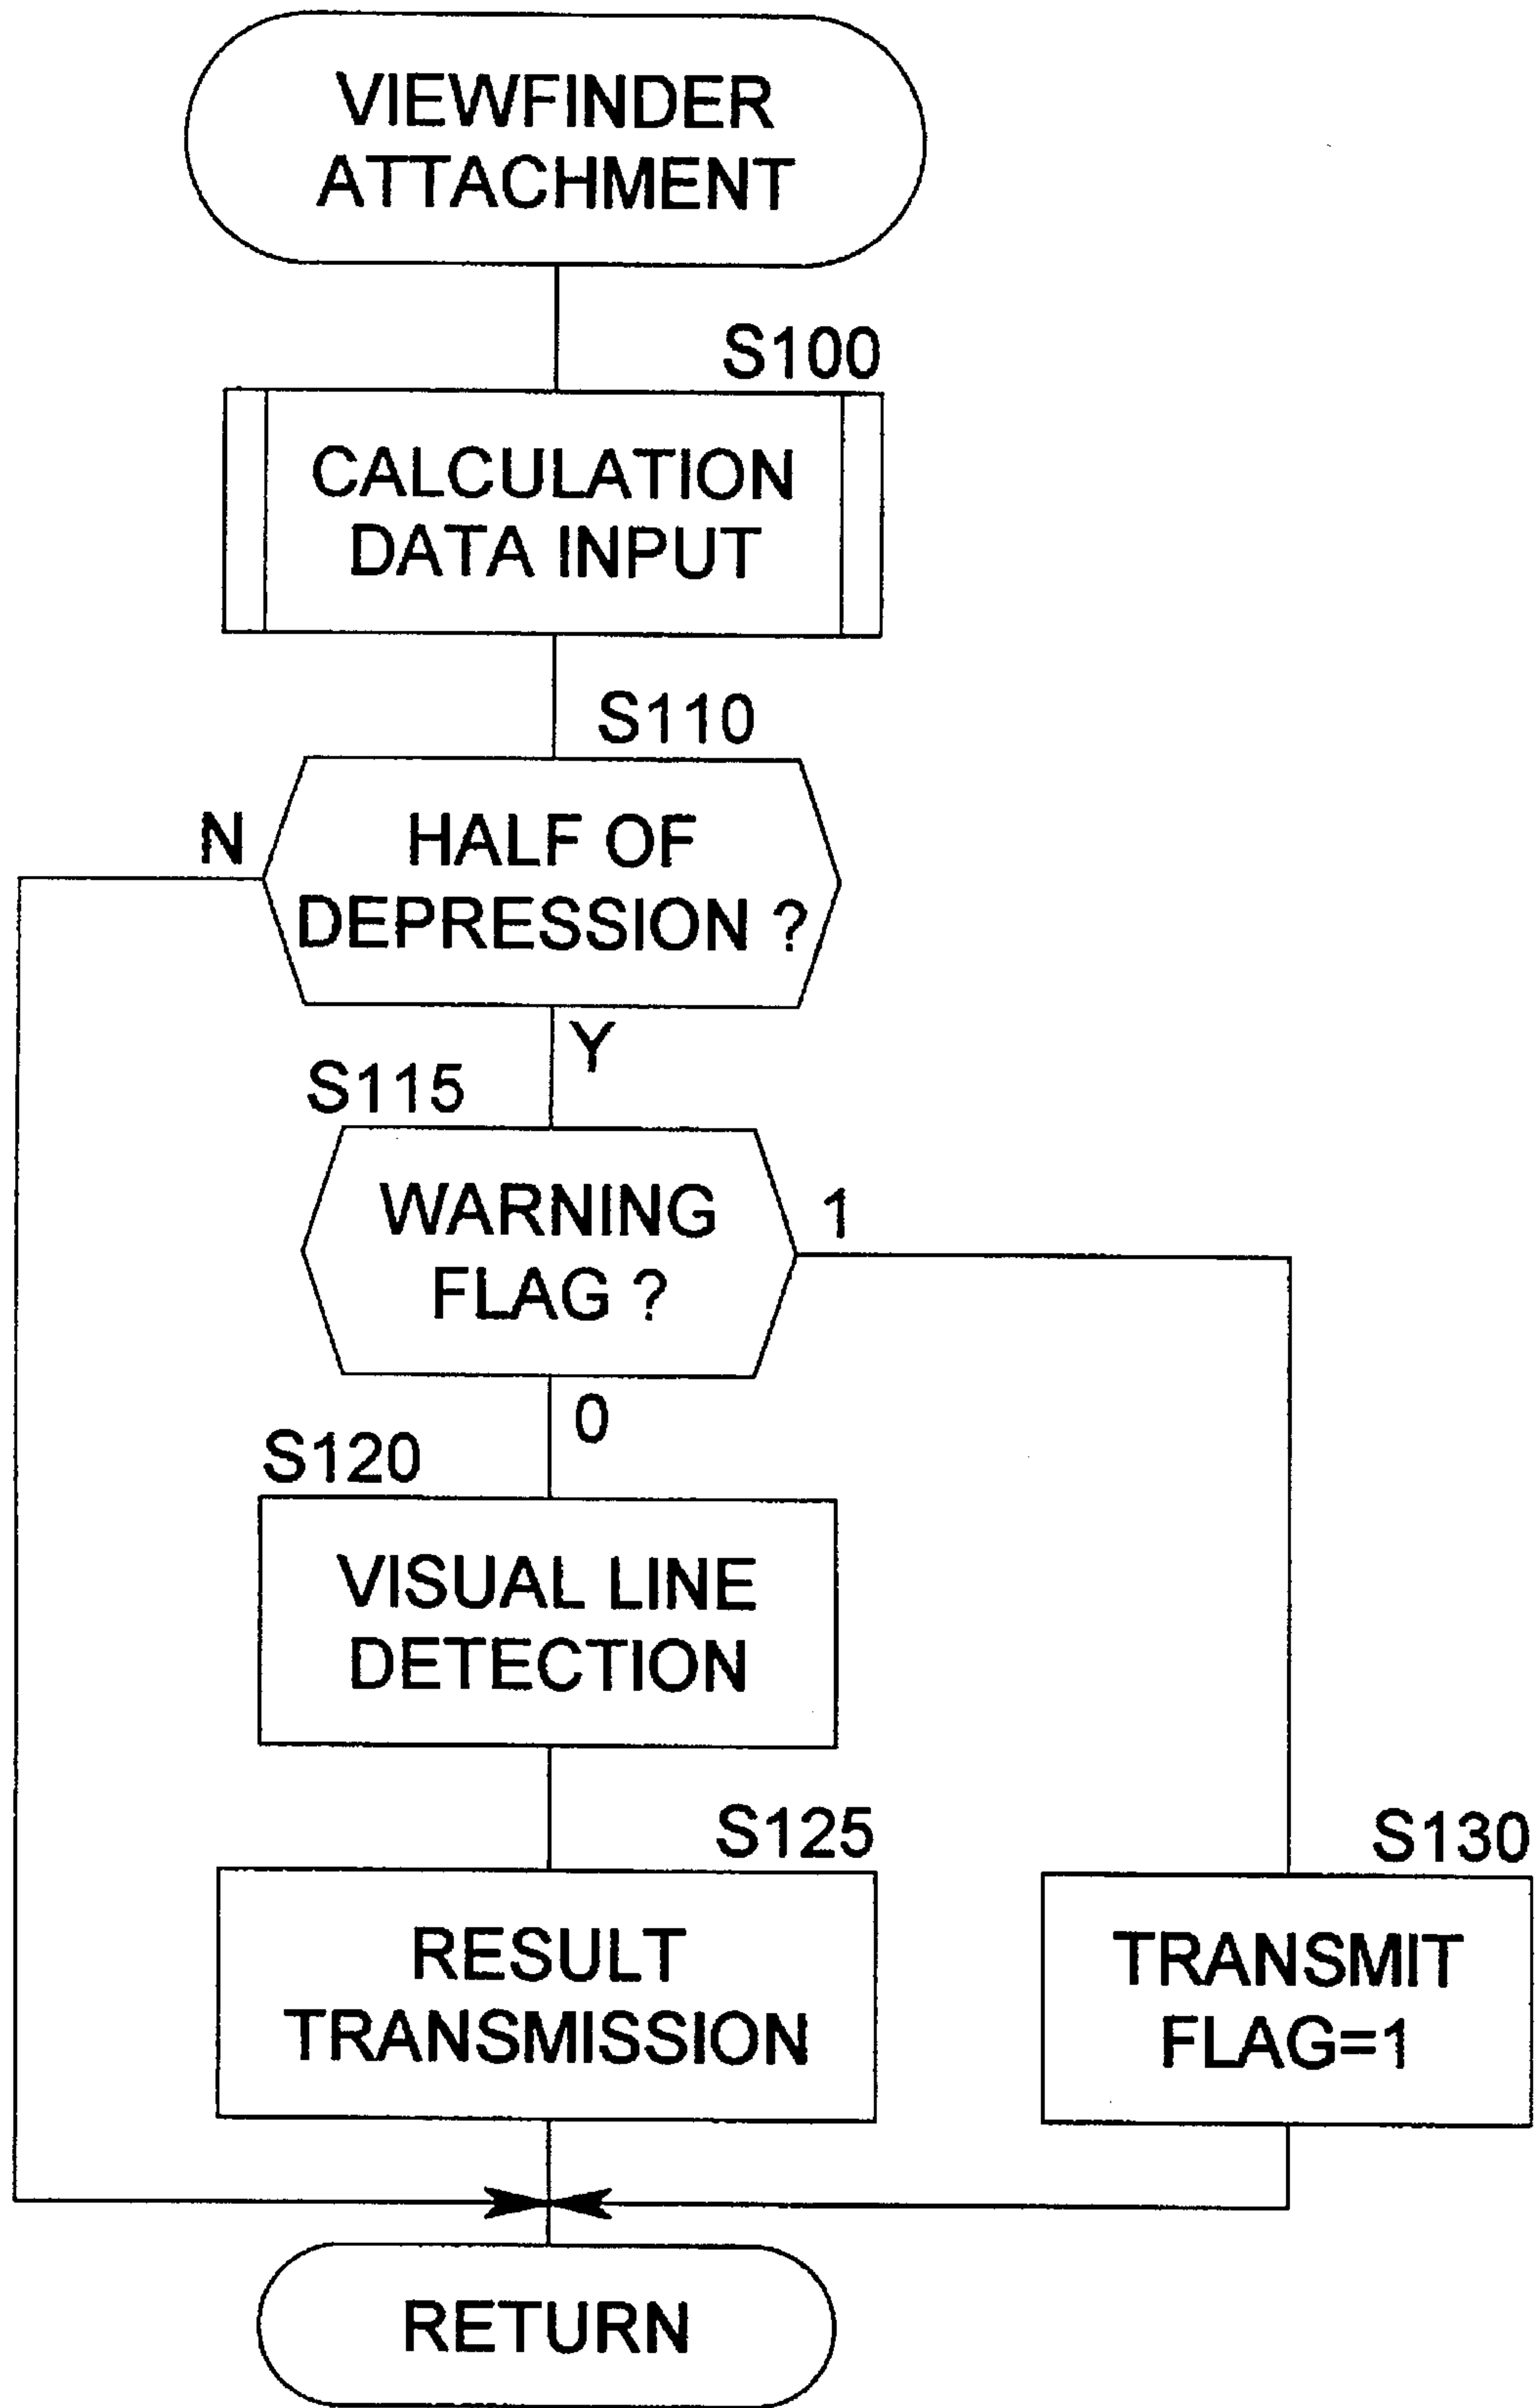 VIEWFINDER
ATTACHMENT
S100
CALCULATION
DATA INPUT
S110
N
HALF OF
DEPRESSION ?
Y
S115
WARNING
FLAG ?
1
0
S120
VISUAL LINE
DETECTION
S125
RESULT
TRANSMISSION
S130
TRANSMIT
FLAG=1
RETURN